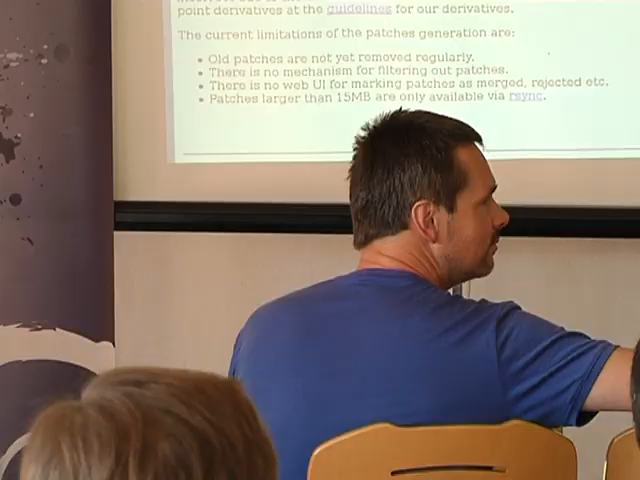 point derivatives at the guidelines for our derivatives.
The current limitations of the patches generation are:
Old patches are not yet removed regularly.
There is no mechanism for filtering out patches.
There is no web UI for marking patches as merged, rejected etc.
Patches larger than 15MB are only available via rsync.